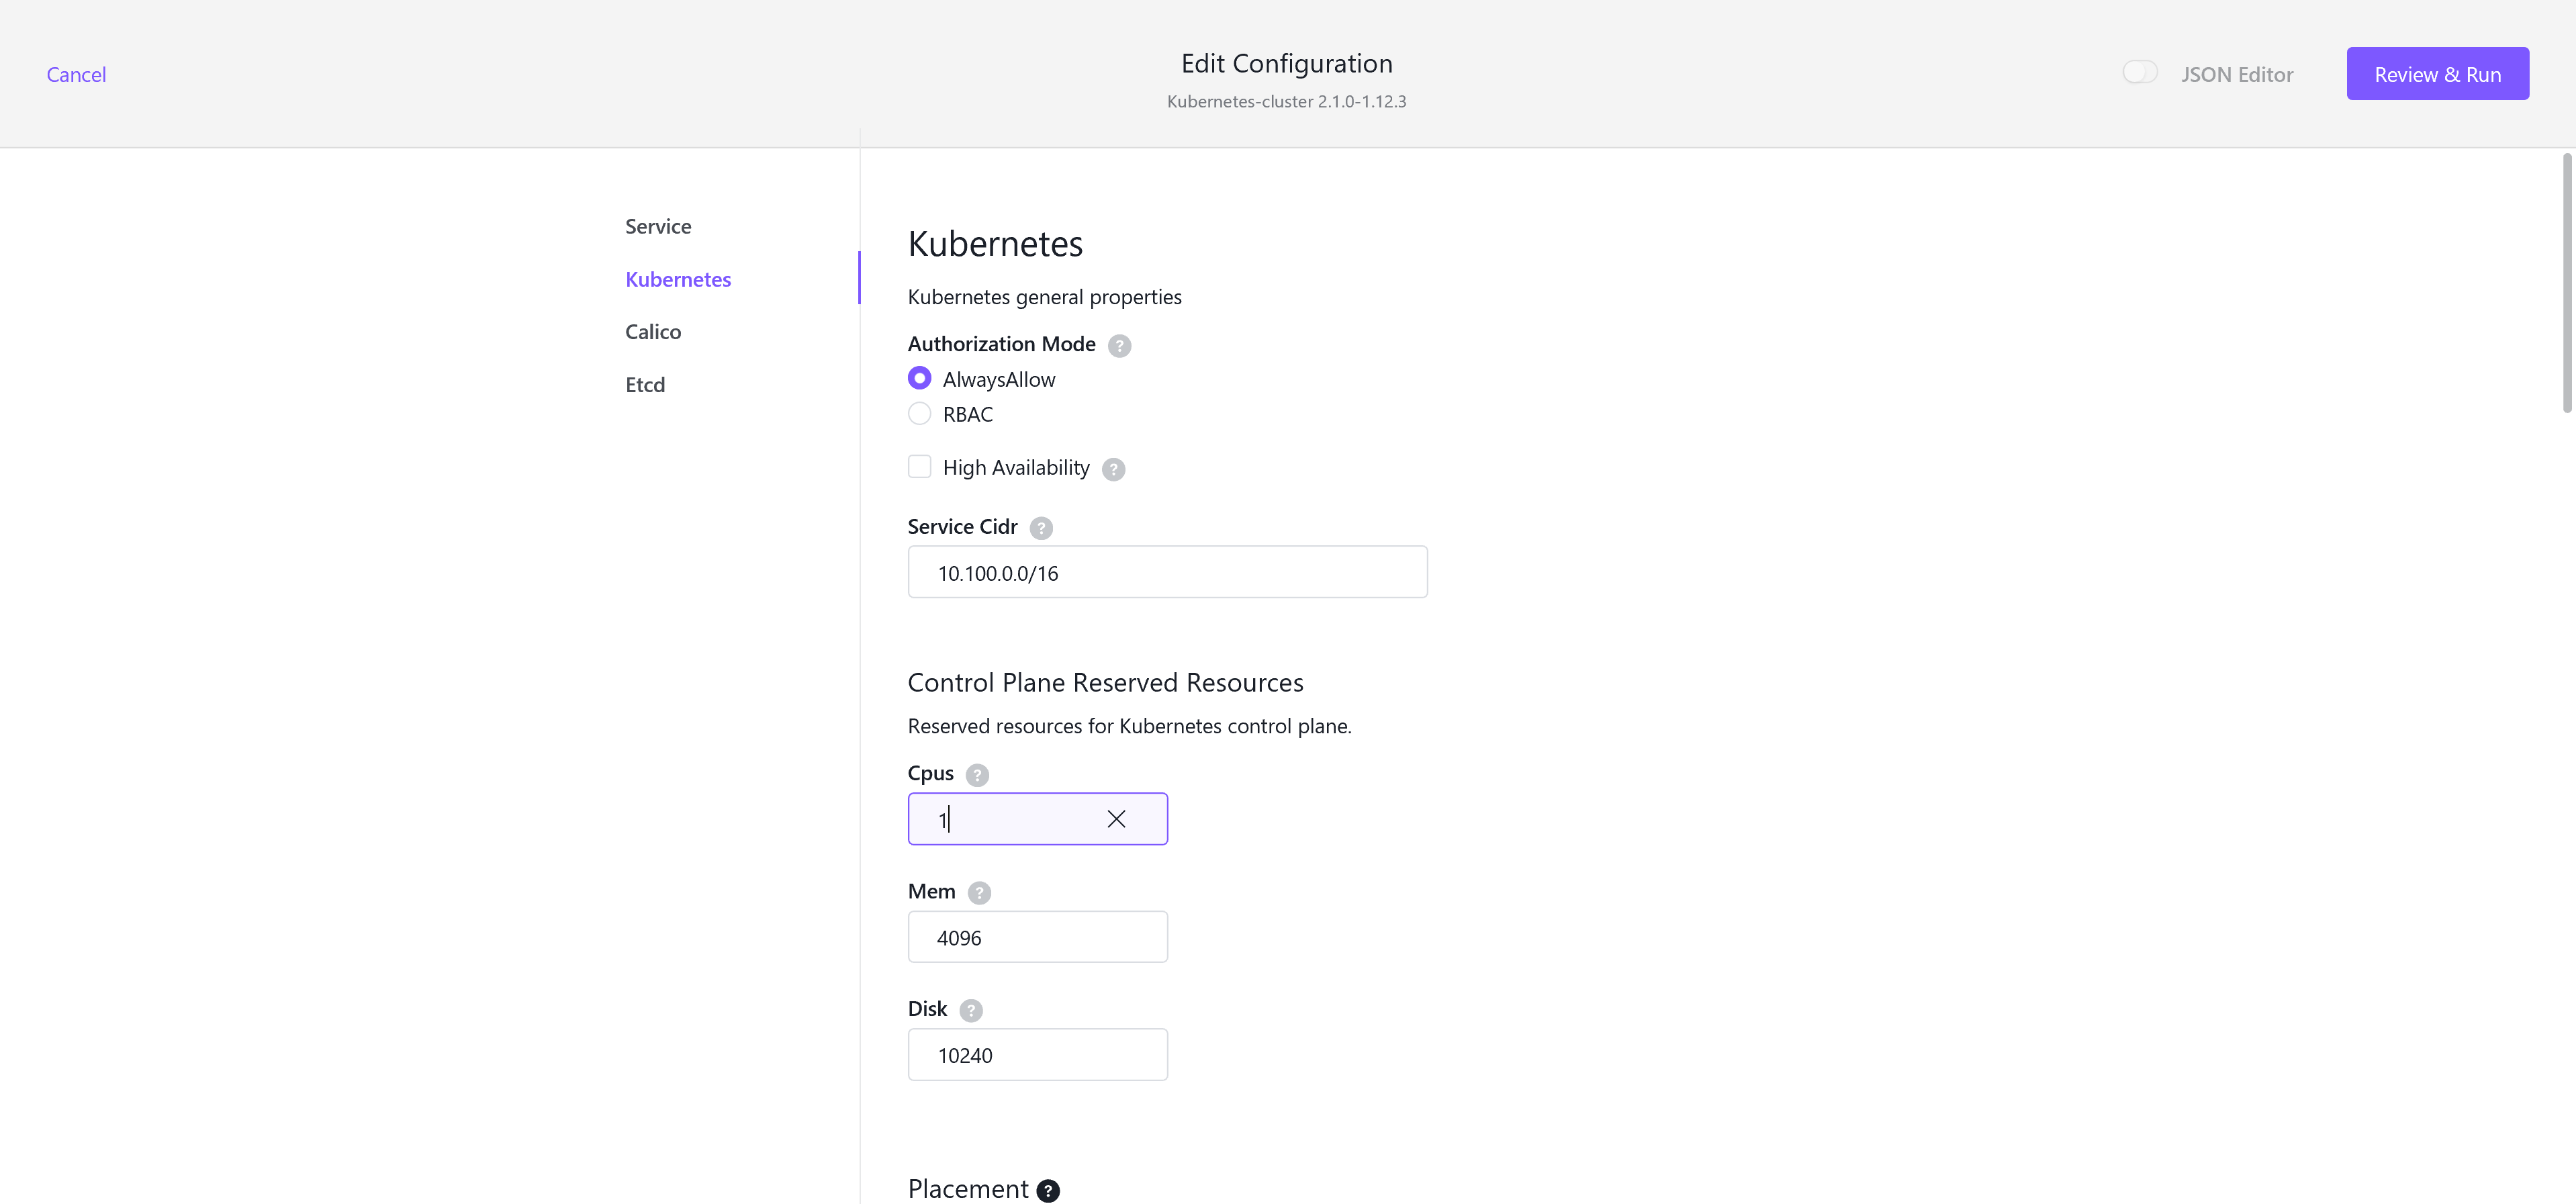 Cancel
Edit Configuration
Kubernetes-cluster 2.1.0-1.12.3
JSON Editor
Review & Run
Service
Kubernetes
Calico
Etcd
Kubernetes
Kubernetes general properties
Authorization Mode ?
AlwaysAllow
RBAC
High Availability ?
Service Cidr ?
10.100.0.0/16
Control Plane Reserved Resources
Reserved resources for Kubernetes control plane.
Cpus ?
1
Mem ?
4096
Disk ?
10240
Placement ?